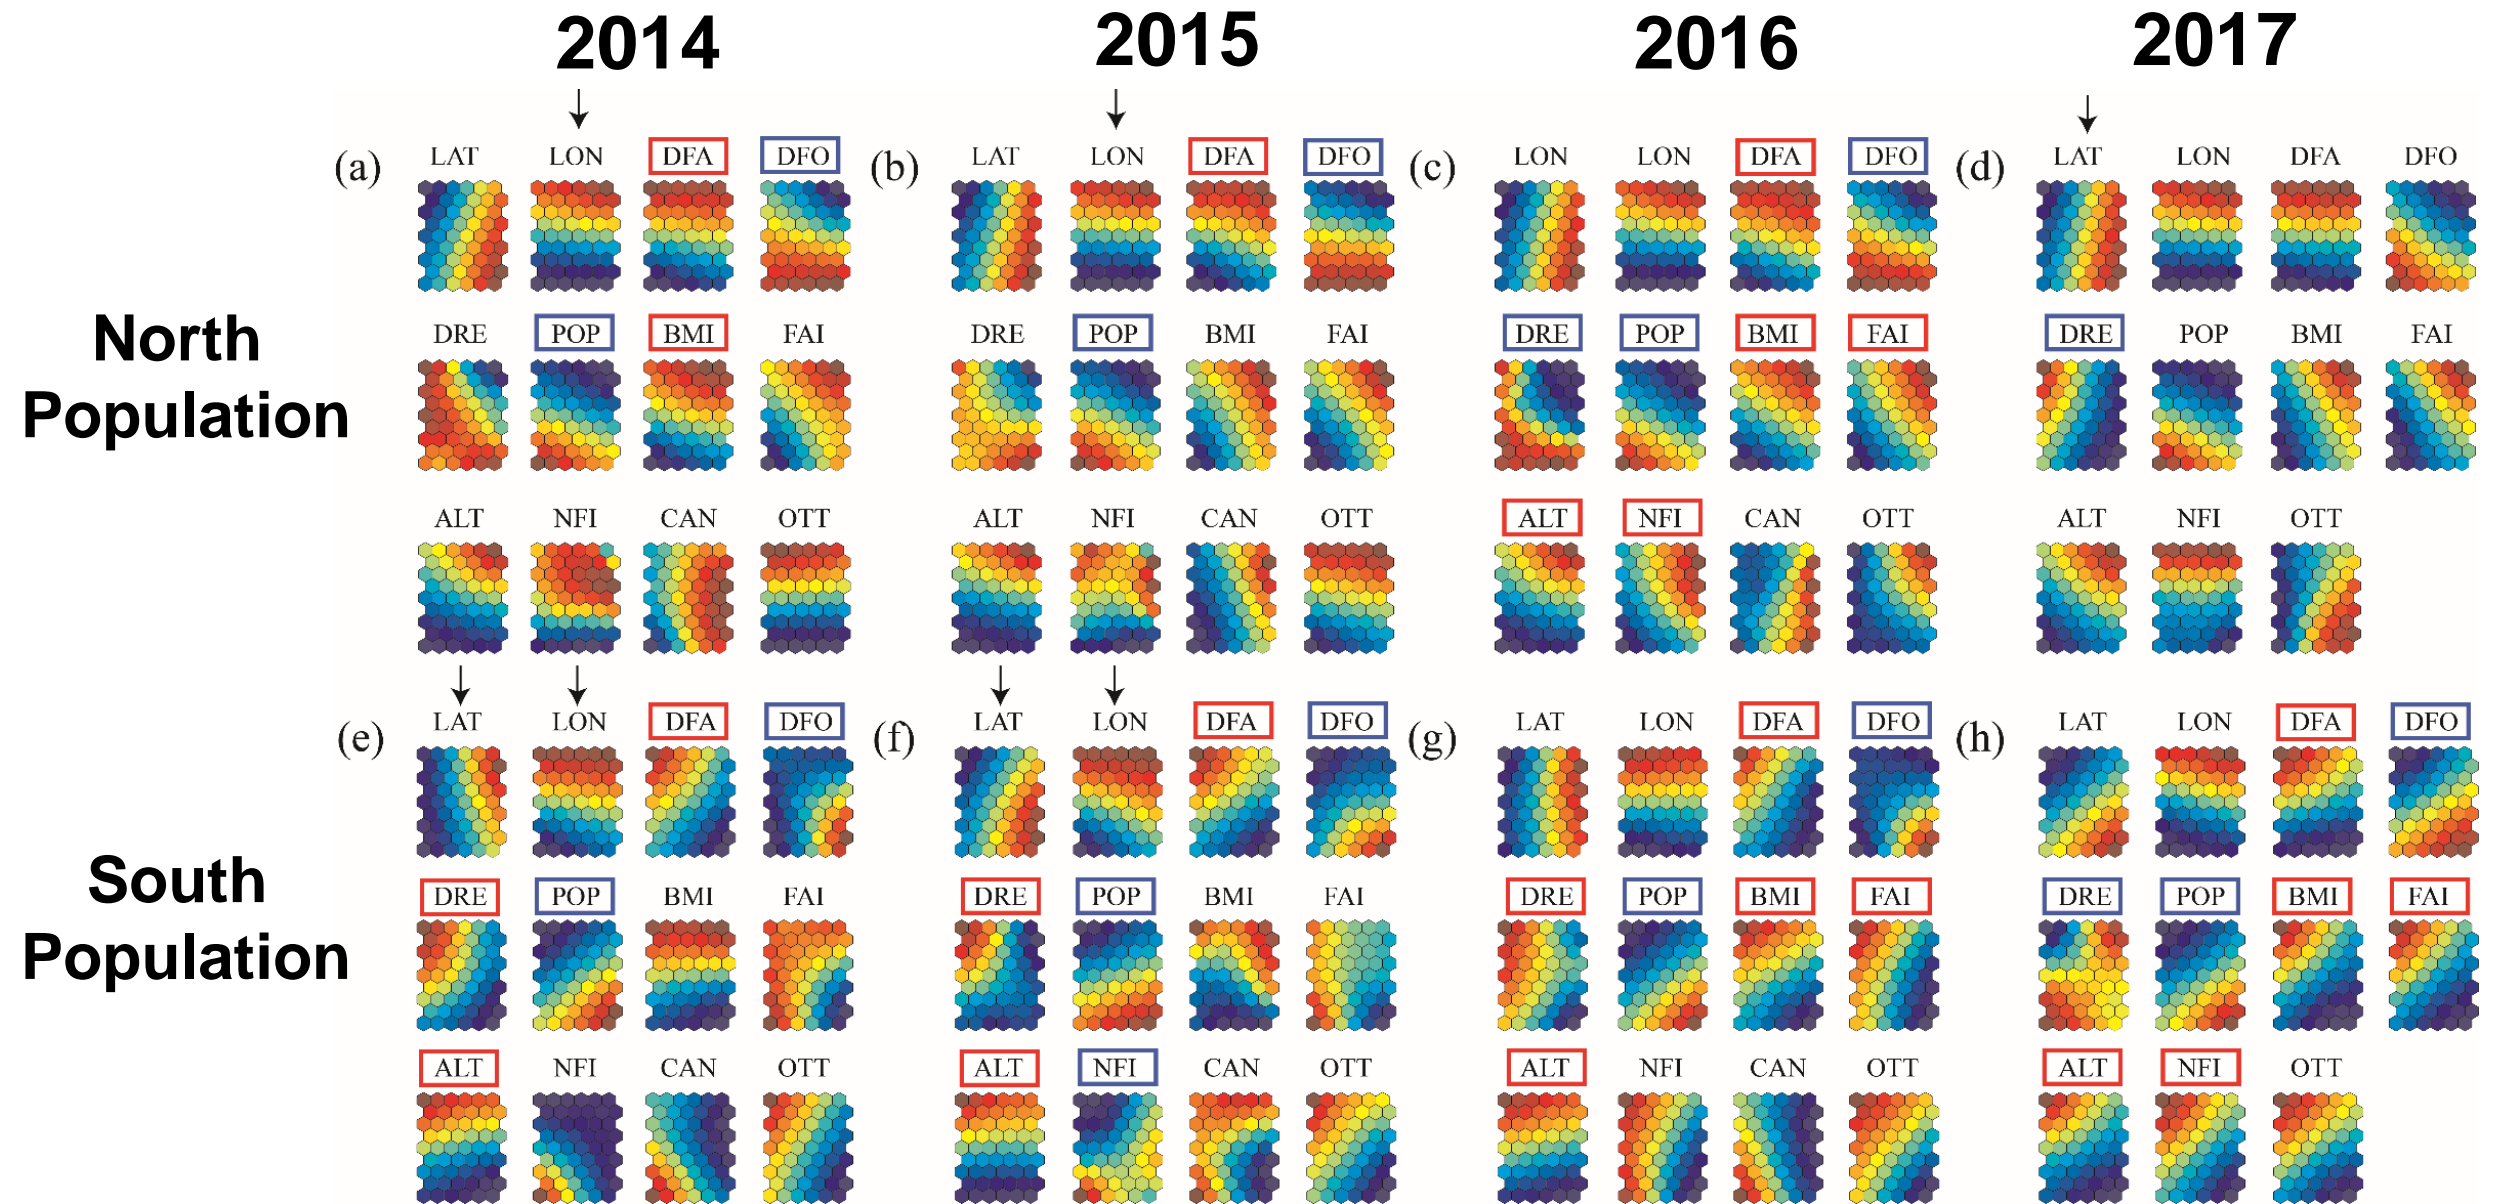 2014 2015 2016 2017
(a) LAT LON DFA DFO (b) LAT LON DFA DFO (c) LON LON DFA DFO (d) LAT LON DFA DFO
North
Population
DRE POP BMI FAI DRE POP BMI FAI DRE POP BMI FAI DRE POP BMI FAI
ALT NFI CAN OTT ALT NFI CAN OTT ALT NFI CAN OTT ALT NFI OTT
(e) LAT LON DFA DFO (f) LAT LON DFA DFO (g) LAT LON DFA DFO (h) LAT LON DFA DFO
South
Population
DRE POP BMI FAI DRE POP BMI FAI DRE POP BMI FAI DRE POP BMI FAI
ALT NFI CAN OTT ALT NFI CAN OTT ALT NFI CAN OTT ALT NFI OTT